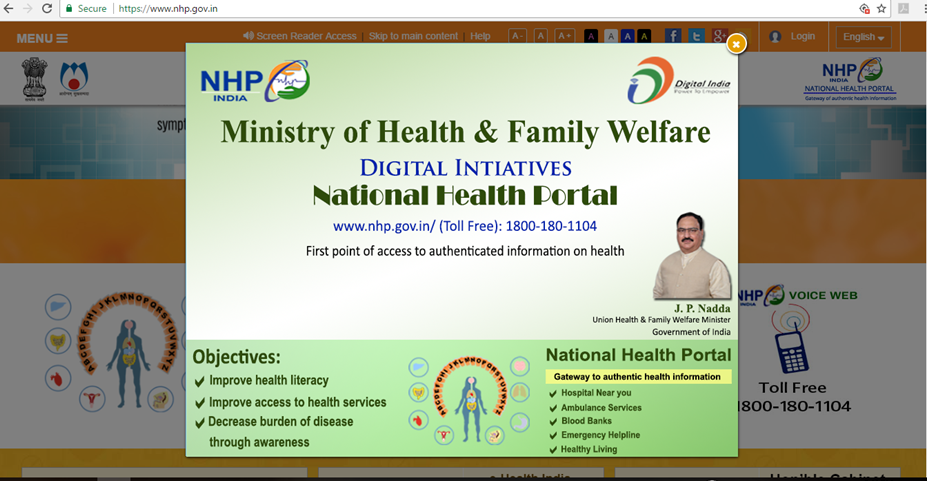 Secure | https://www.nhp.gov.in
MENU
Screen Reader Access | Skip to main content | Help
A- A A+ A A A A
Login
English
NHP
INDIA
Digital India
Power To Empower
NHP
INDIA
NATIONAL HEALTH PORTAL
Gateway of authentic health information
sympt
Ministry of Health & Family Welfare
DIGITAL INTIATIVES
National Health Portal
www.nhp.gov.in/ (Toll Free): 1800-180-1104
First point of access to authenticated information on health
J. P. Nadda
Union Health & Family Welfare Minister
Government of India
NHP
INDIA
VOICE WEB
Toll Free
1800-180-1104
ABCDEFGHIJKLMNOPQRSTUVWXYZ
Objectives:
Improve health literacy
Improve access to health services
Decrease burden of disease
through awareness
ABCDEFGHIJKLMNOPQRSTUVWXYZ
National Health Portal
Gateway to authentic health information
Hospital Near you
Ambulance Services
Blood Banks
Emergency Helpline
Healthy Living